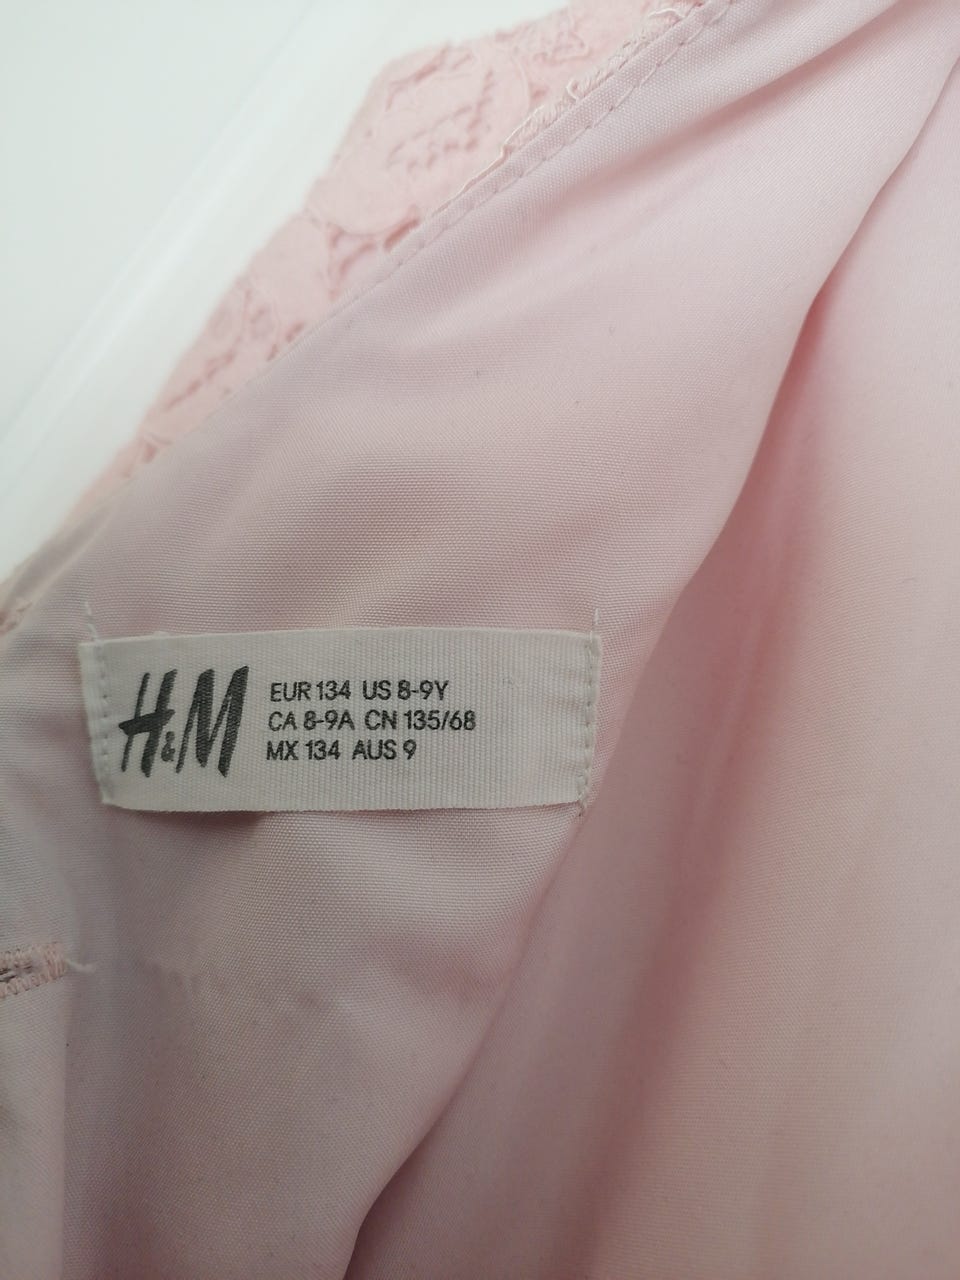 H&M
EUR 134 US 8-9Y
CA 8-9A CN 135/68
MX 134 AUS 9